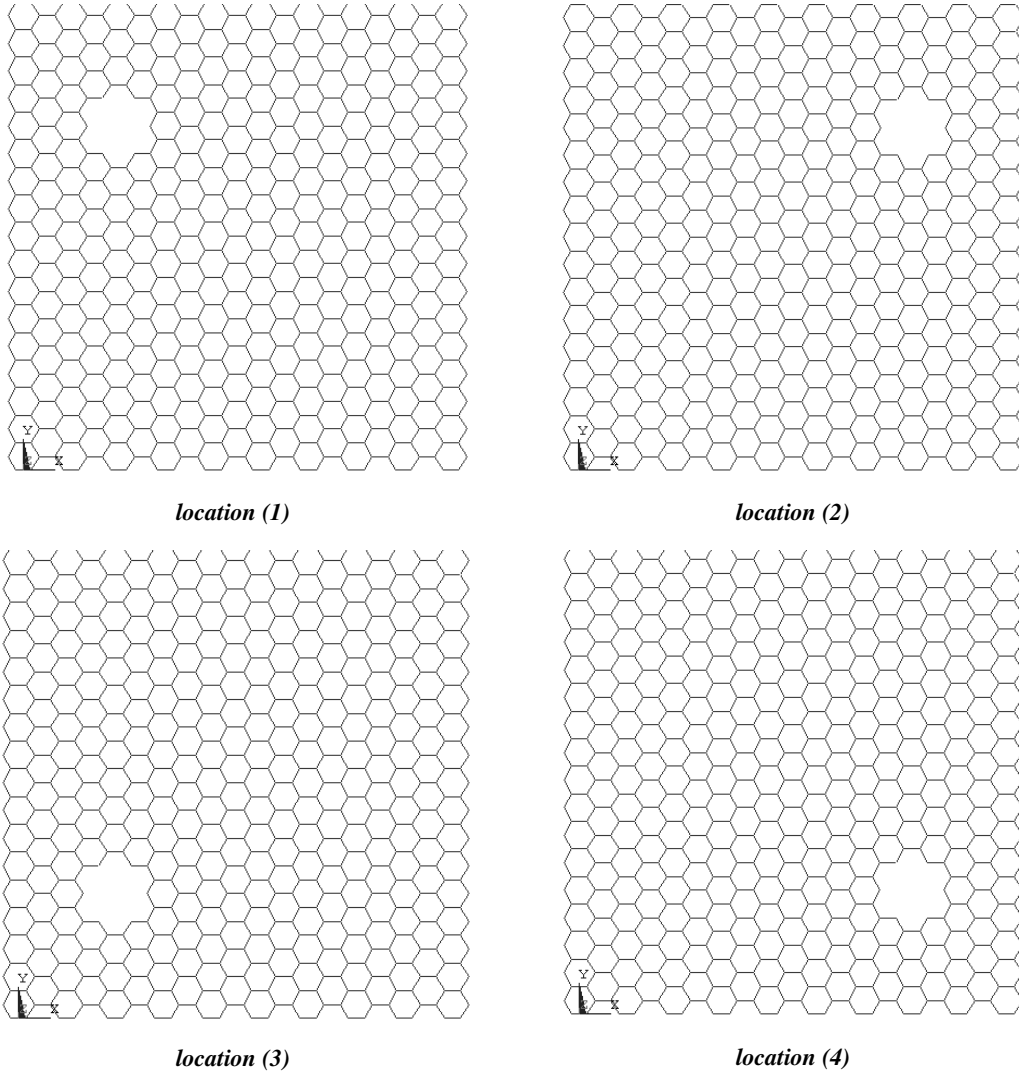 Y
X
Y
X
location (1)
location (2)
Y
X
Y
X
location (3)
location (4)